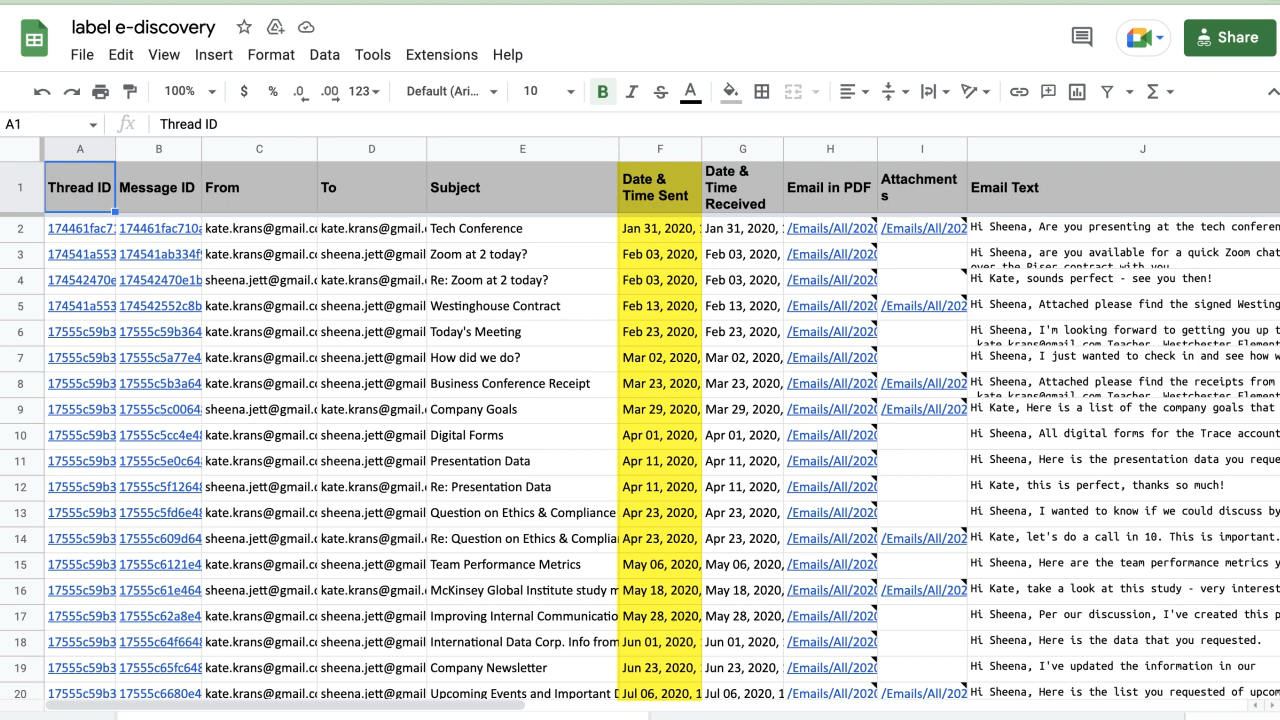 label e-discovery
File Edit View Insert Format Data Tools Extensions Help
Share
100% $ % .0 .00 123 Default (Ari... 10 B I S A
A1 fx Thread ID
A B C D E F G H I J
1 Thread ID Message ID From To Subject Date & Time Sent Date & Time Received Email in PDF Attachments Email Text
2 174461fac7 174461fac710 kate.krans@gmail.c kate.krans@gmail. Tech Conference Jan 31, 2020, Jan 31, 2020, /Emails/All/202 /Emails/All/202 Hi Sheena, Are you presenting at the tech conferen
3 174541a553 174541ab334f kate.krans@gmail.c sheena.jett@gmail Zoom at 2 today? Feb 03, 2020, Feb 03, 2020, /Emails/All/202 Hi Sheena, are you available for a quick Zoom chat
over the Riser contract with you
4 174542470e 174542470e1b sheena.jett@gmail. kate.krans@gmail. Re: Zoom at 2 today? Feb 03, 2020, Feb 03, 2020, /Emails/All/202 Hi Kate, sounds perfect - see you then!
5 174541a553 174542552c8b kate.krans@gmail.c sheena.jett@gmail Westinghouse Contract Feb 13, 2020, Feb 13, 2020, /Emails/All/202 /Emails/All/202 Hi Sheena, Attached please find the signed Westing
6 17555c59b3 17555c59b364 kate.krans@gmail.c sheena.jett@gmail Today's Meeting Feb 23, 2020, Feb 23, 2020, /Emails/All/202 Hi Sheena, I'm looking forward to getting you up t
kate.krans@gmail.com Teacher, Westchester Element
7 17555c59b3 17555c5a77e4 kate.krans@gmail.c sheena.jett@gmail How did we do? Mar 02, 2020, Mar 02, 2020, /Emails/All/202 Hi Sheena, I just wanted to check in and see how w
8 17555c59b3 17555c5b3a64 kate.krans@gmail.c sheena.jett@gmail Business Conference Receipt Mar 23, 2020, Mar 23, 2020, /Emails/All/202 /Emails/All/202 Hi Sheena, Attached please find the receipts from
kate.krans@gmail.com Teacher, Westchester Element
9 17555c59b3 17555c5c0064 sheena.jett@gmail. kate.krans@gmail. Company Goals Mar 29, 2020, Mar 29, 2020, /Emails/All/202 /Emails/All/202 Hi Kate, Here is a list of the company goals that
10 17555c59b3 17555c5cc4e4 kate.krans@gmail.c sheena.jett@gmail Digital Forms Apr 01, 2020, Apr 01, 2020, /Emails/All/202 Hi Sheena, All digital forms for the Trace account
11 17555c59b3 17555c5e0c64 kate.krans@gmail.c sheena.jett@gmail Presentation Data Apr 11, 2020, Apr 11, 2020, /Emails/All/202 Hi Sheena, Here is the presentation data you reque
12 17555c59b3 17555c5f1264 sheena.jett@gmail. kate.krans@gmail. Re: Presentation Data Apr 11, 2020, Apr 11, 2020, /Emails/All/202 Hi Kate, this is perfect, thanks so much!
13 17555c59b3 17555c5fd6e4 kate.krans@gmail.c sheena.jett@gmail Question on Ethics & Compliance Apr 23, 2020, Apr 23, 2020, /Emails/All/202 Hi Sheena, I wanted to know if we could discuss by
14 17555c59b3 17555c609d64 sheena.jett@gmail. kate.krans@gmail. Re: Question on Ethics & Complia Apr 23, 2020, Apr 23, 2020, /Emails/All/202 /Emails/All/202 Hi Kate, let's do a call in 10. This is important.
15 17555c59b3 17555c6121e4 kate.krans@gmail.c sheena.jett@gmail Team Performance Metrics May 06, 2020, May 06, 2020, /Emails/All/202 Hi Sheena, Here are the team performance metrics y
16 17555c59b3 17555c61e464 sheena.jett@gmail. kate.krans@gmail. McKinsey Global Institute study m May 18, 2020, May 18, 2020, /Emails/All/202 /Emails/All/202 Hi Kate, take a look at this study - very interest
17 17555c59b3 17555c62a8e4 kate.krans@gmail.c sheena.jett@gmail Improving Internal Communicatio May 28, 2020, May 28, 2020, /Emails/All/202 Hi Sheena, Per our discussion, I've created this p
18 17555c59b3 17555c64f664 kate.krans@gmail.c sheena.jett@gmail International Data Corp. Info from Jun 01, 2020, Jun 01, 2020, /Emails/All/202 Hi Sheena, Here is the data that you requested.
19 17555c59b3 17555c65fc64 kate.krans@gmail.c sheena.jett@gmail Company Newsletter Jun 23, 2020, Jun 23, 2020, /Emails/All/202 Hi Sheena, I've updated the information in our
20 17555c59b3 17555c6680e4 kate.krans@gmail.c sheena.jett@gmail Upcoming Events and Important Jul 06, 2020, 1 Jul 06, 2020, 1 /Emails/All/202 /Emails/All/202 Hi Sheena, Here is the list you requested of upcom